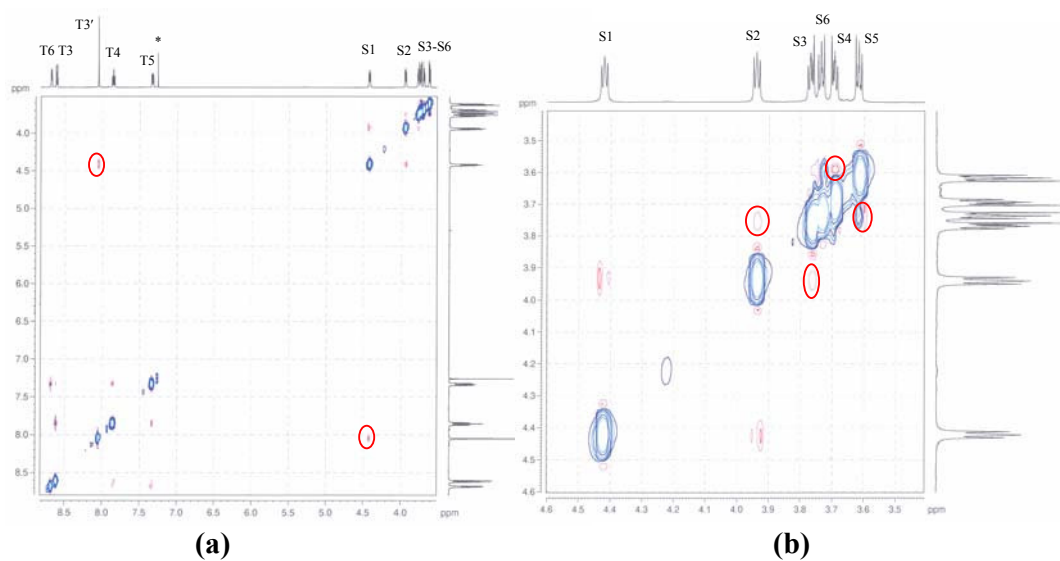 T3′
*
T6 T3
T4
T5
S1
S2
S3-S6
ppm
4.0
4.5
5.0
5.5
6.0
6.5
7.0
7.5
8.0
8.5
8.5 8.0 7.5 7.0 6.5 6.0 5.5 5.0 4.5 4.0 ppm
ppm
(a)
S6
S1
S2
S3
S4
S5
ppm
3.5
3.6
3.7
3.8
3.9
4.0
4.1
4.2
4.3
4.4
4.5
4.6
4.6 4.5 4.4 4.3 4.2 4.1 4.0 3.9 3.8 3.7 3.6 3.5 ppm
(b)